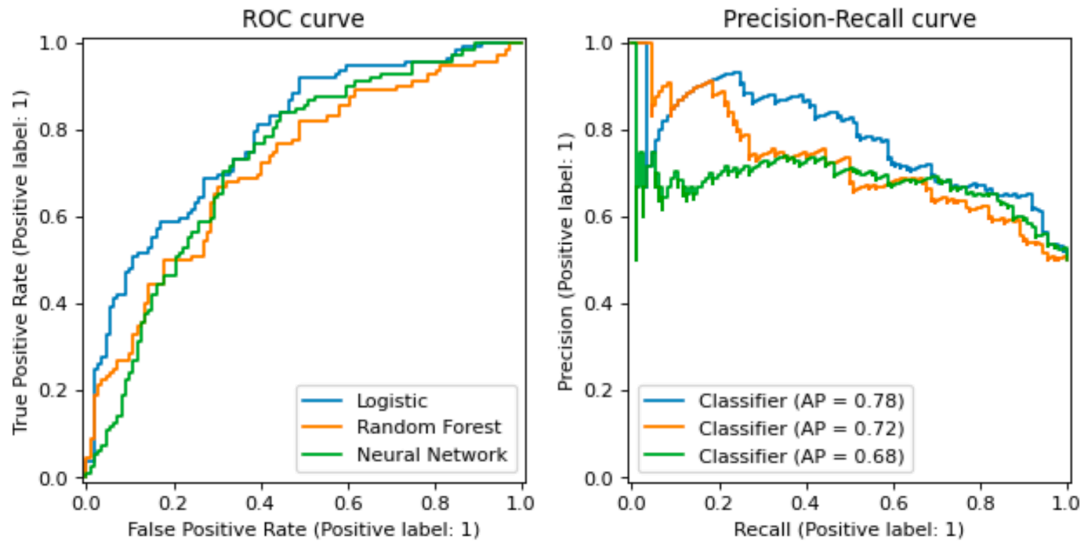 ROC curve
True Positive Rate (Positive label: 1)
1.0
0.8
0.6
0.4
0.2
0.0
Logistic
Random Forest
Neural Network
0.0 0.2 0.4 0.6 0.8 1.0
False Positive Rate (Positive label: 1)
Precision-Recall curve
Precision (Positive label: 1)
1.0
0.8
0.6
0.4
0.2
0.0
Classifier (AP = 0.78)
Classifier (AP = 0.72)
Classifier (AP = 0.68)
0.0 0.2 0.4 0.6 0.8 1.0
Recall (Positive label: 1)